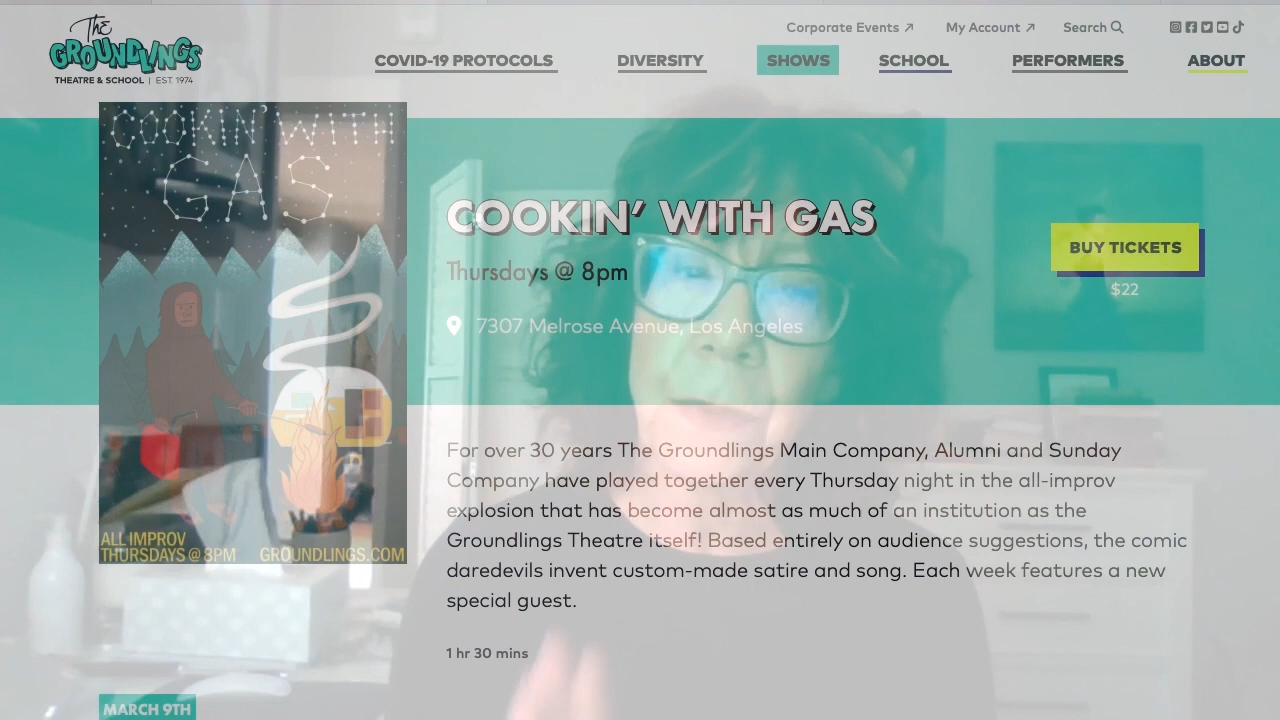 The
GROUNDLINGS
THEATRE & SCHOOL | EST. 1974
Corporate Events
My Account
Search
COVID-19 PROTOCOLS
DIVERSITY
SHOWS
SCHOOL
PERFORMERS
ABOUT
COOKIN' WITH
GAS
ALL IMPROV
THURSDAYS @ 8PM
GROUNDLINGS.COM
COOKIN' WITH GAS
Thursdays @ 8pm
7307 Melrose Avenue, Los Angeles
BUY TICKETS
$22
For over 30 years The Groundlings Main Company, Alumni and Sunday
Company have played together every Thursday night in the all-improv
explosion that has become almost as much of an institution as the
Groundlings Theatre itself! Based entirely on audience suggestions, the comic
daredevils invent custom-made satire and song. Each week features a new
special guest.
1 hr 30 mins
MARCH 9TH